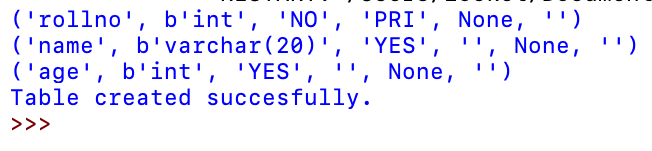 ('rollno', b'int', 'NO', 'PRI', None, '')
('name', b'varchar(20)', 'YES', '', None, '')
('age', b'int', 'YES', '', None, '')
Table created succesfully.
>>>